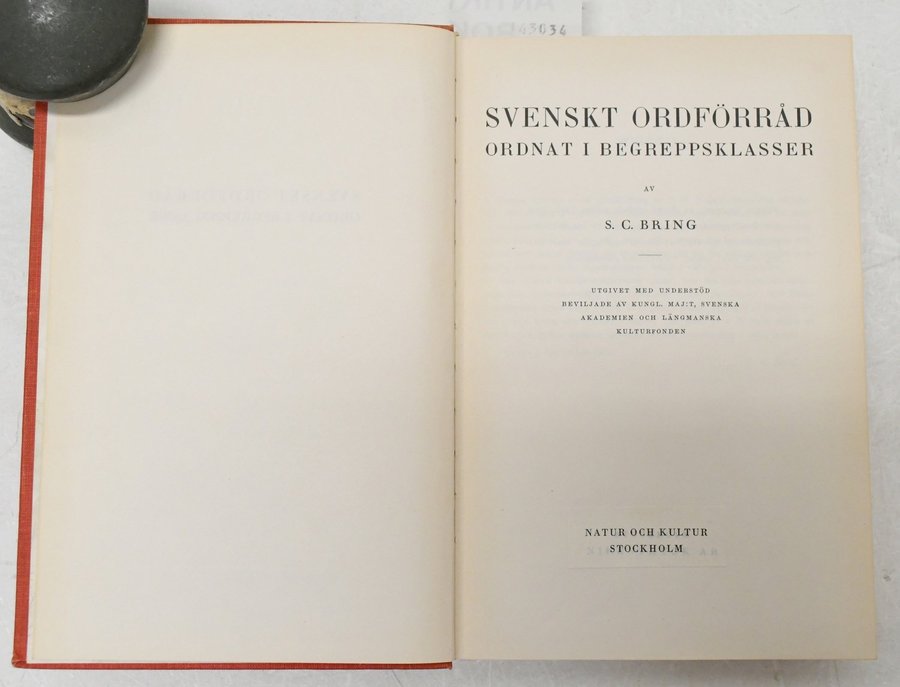 43034
SVENSKT ORDFÖRRÅD
ORDNAT I BEGREPPSKLASSER
AV
S. C. BRING
UTGIVET MED UNDERSTÖD
BEVILJADE AV KUNGL. MAJ:T, SVENSKA
AKADEMIEN OCH LÄNGMANSKA
KULTURFONDEN
NATUR OCH KULTUR
STOCKHOLM